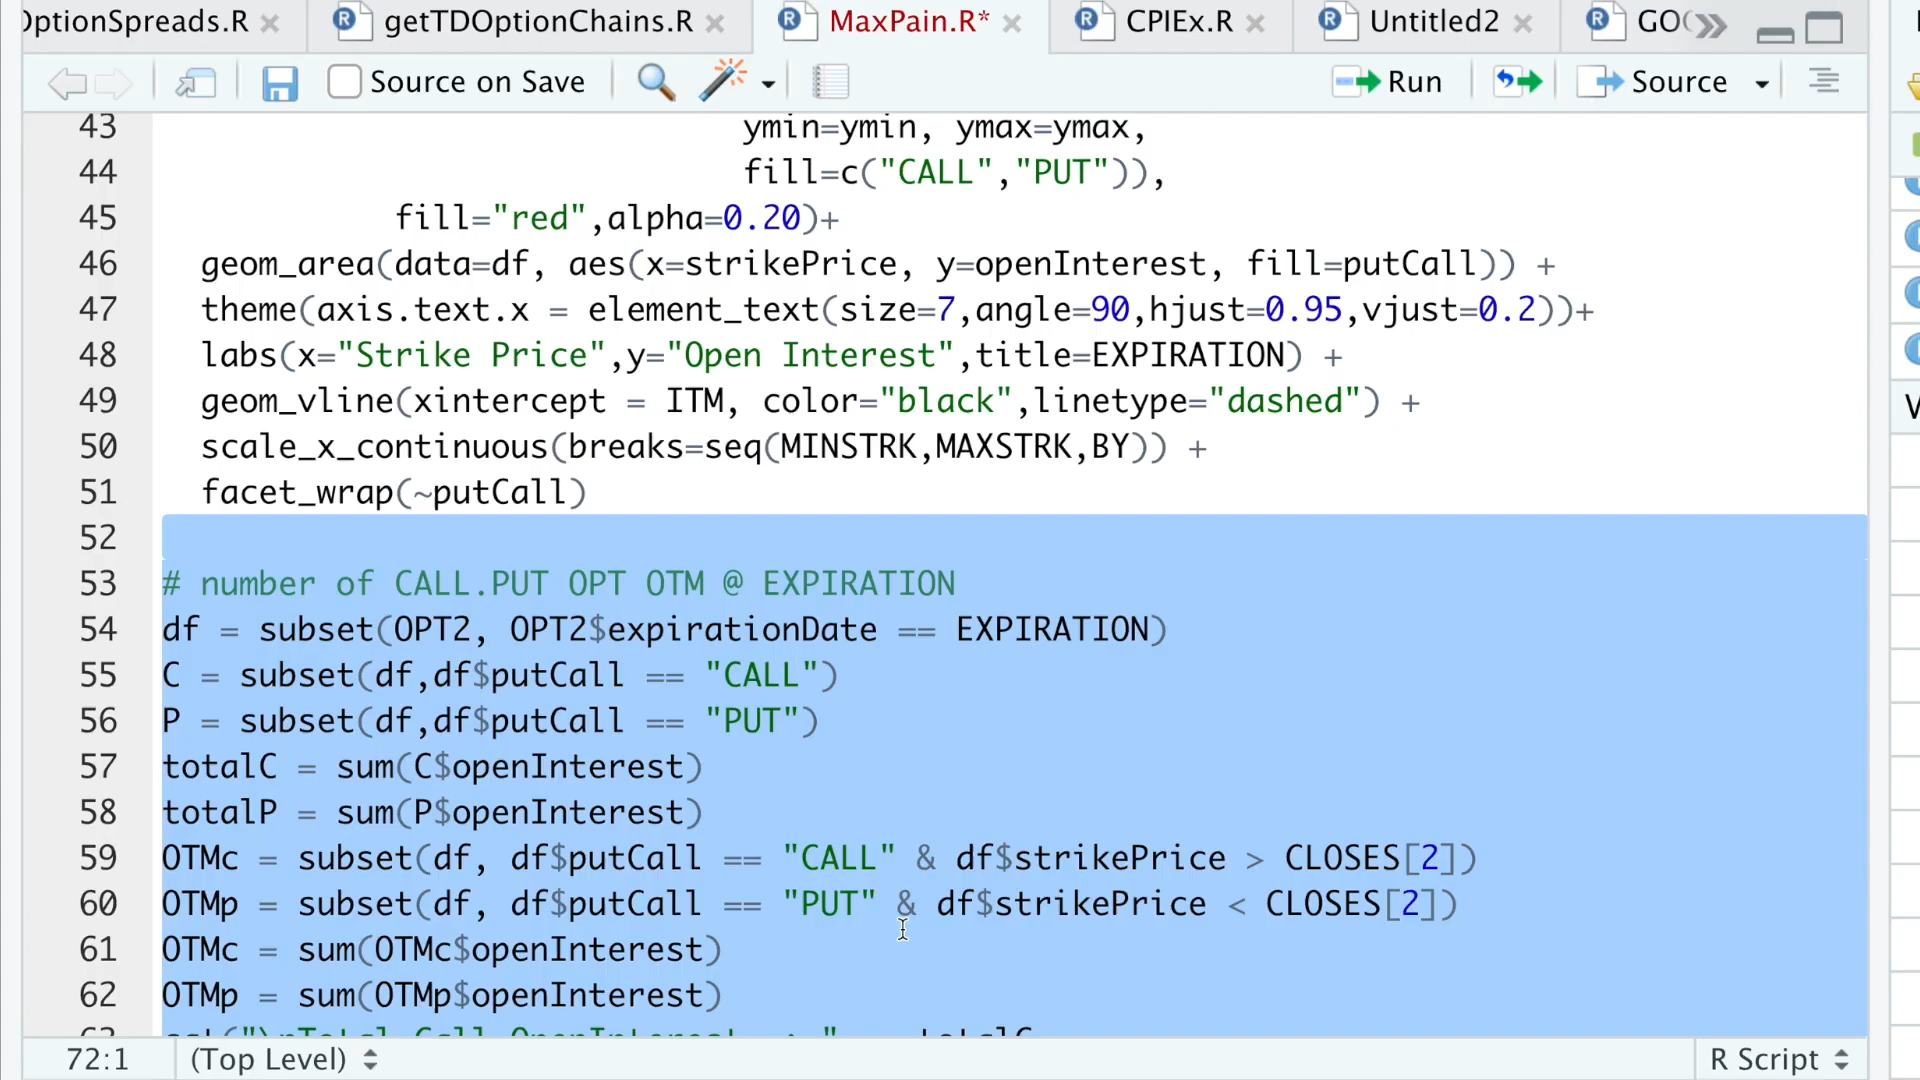 OptionSpreads.R × getTDOptionChains.R × MaxPain.R* × CPIEx.R × Untitled2 × GO
Source on Save Run Source
43 ymin=ymin, ymax=ymax,
44 fill=c("CALL","PUT")),
45 fill="red",alpha=0.20)+
46 geom_area(data=df, aes(x=strikePrice, y=openInterest, fill=putCall)) +
47 theme(axis.text.x = element_text(size=7,angle=90,hjust=0.95,vjust=0.2))+
48 labs(x="Strike Price",y="Open Interest",title=EXPIRATION) +
49 geom_vline(xintercept = ITM, color="black",linetype="dashed") +
50 scale_x_continuous(breaks=seq(MINSTRK,MAXSTRK,BY)) +
51 facet_wrap(~putCall)
52
53 # number of CALL.PUT OPT OTM @ EXPIRATION
54 df = subset(OPT2, OPT2$expirationDate == EXPIRATION)
55 C = subset(df,df$putCall == "CALL")
56 P = subset(df,df$putCall == "PUT")
57 totalC = sum(C$openInterest)
58 totalP = sum(P$openInterest)
59 OTMc = subset(df, df$putCall == "CALL" & df$strikePrice > CLOSES[2])
60 OTMp = subset(df, df$putCall == "PUT" & df$strikePrice < CLOSES[2])
61 OTMc = sum(OTMc$openInterest)
62 OTMp = sum(OTMp$openInterest)
72:1 (Top Level) R Script